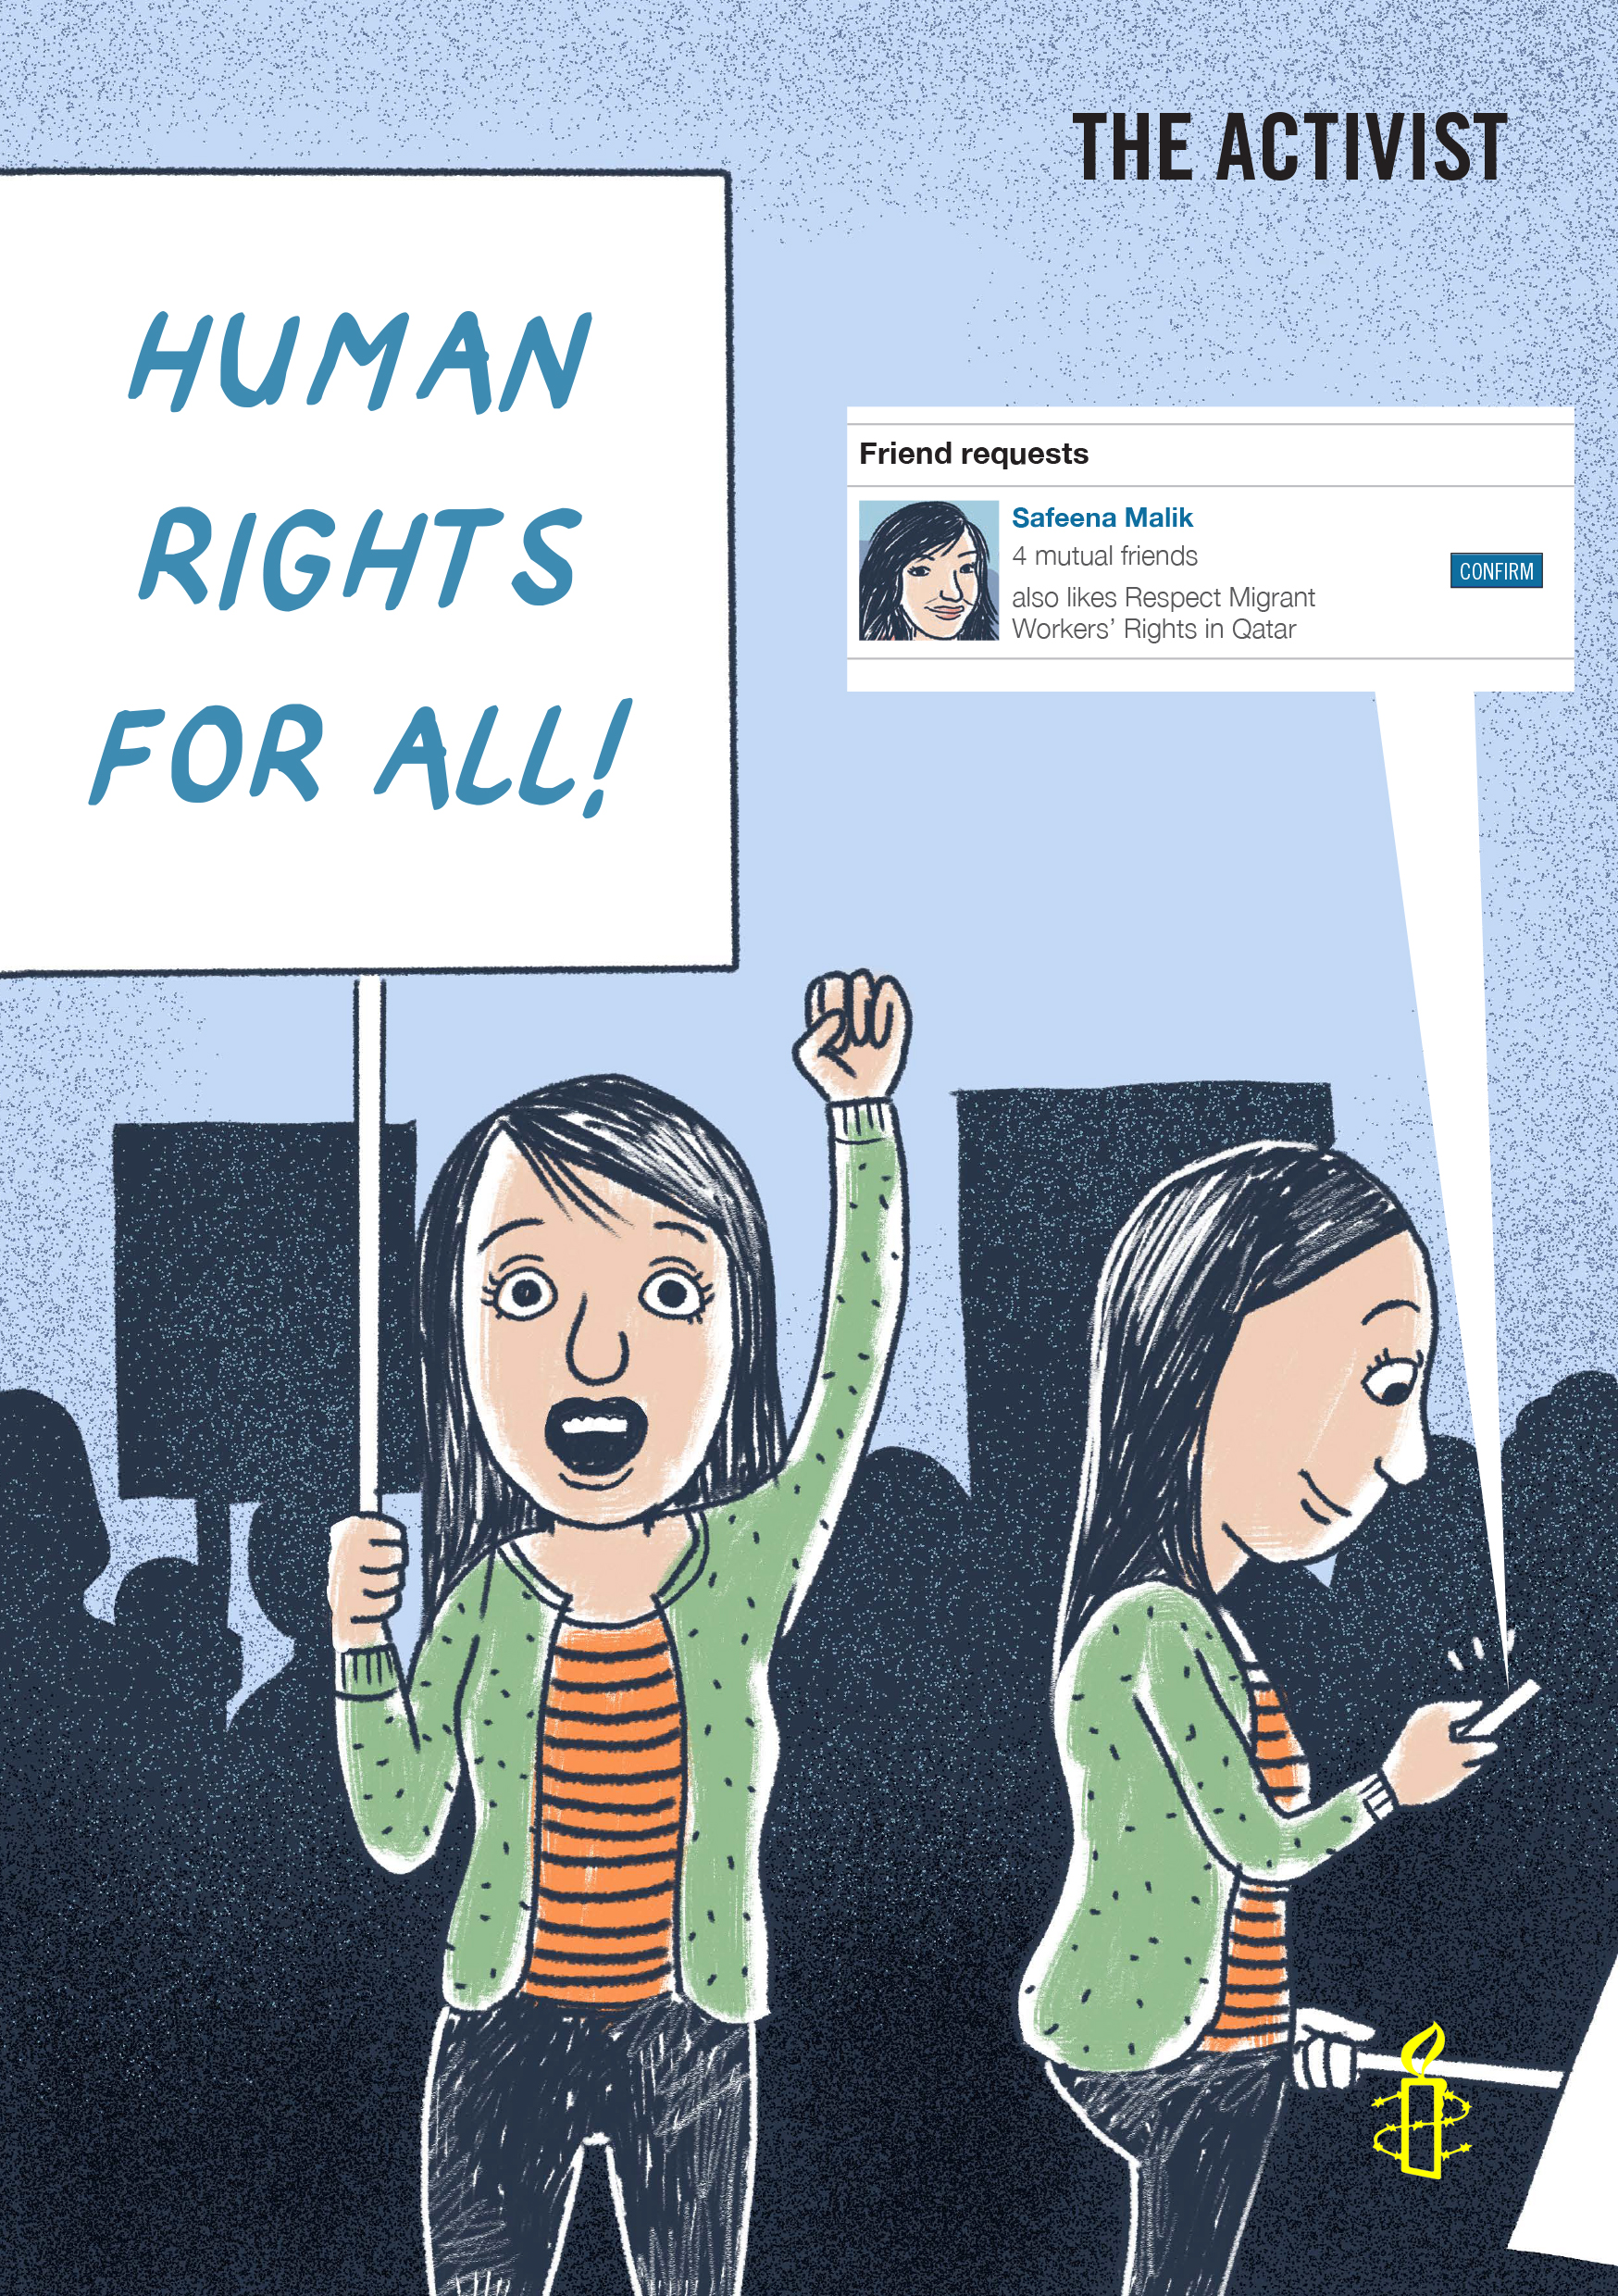 THE ACTIVIST
HUMAN
RIGHTS
FOR ALL!
Friend requests
Safeena Malik
4 mutual friends
also likes Respect Migrant
Workers’ Rights in Qatar
CONFIRM